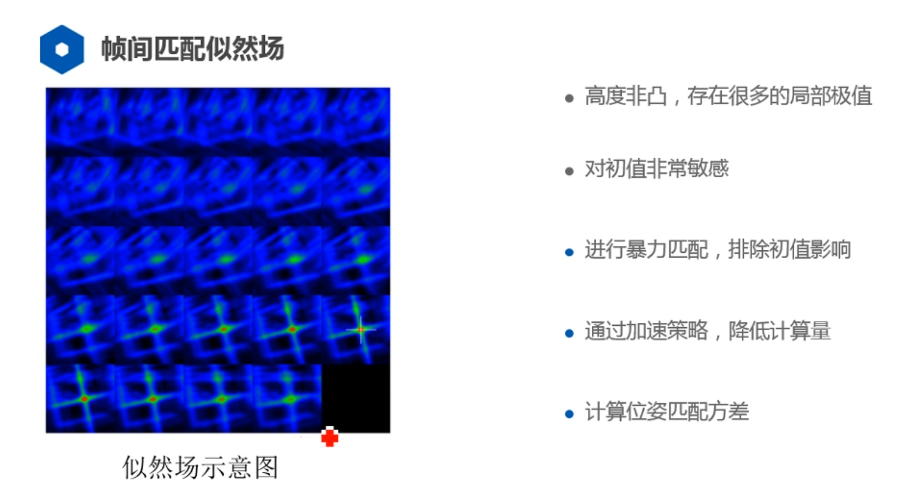 帧间匹配似然场
高度非凸，存在很多的局部极值
对初值非常敏感
进行暴力匹配，排除初值影响
通过加速策略，降低计算量
计算位姿匹配方差
似然场示意图